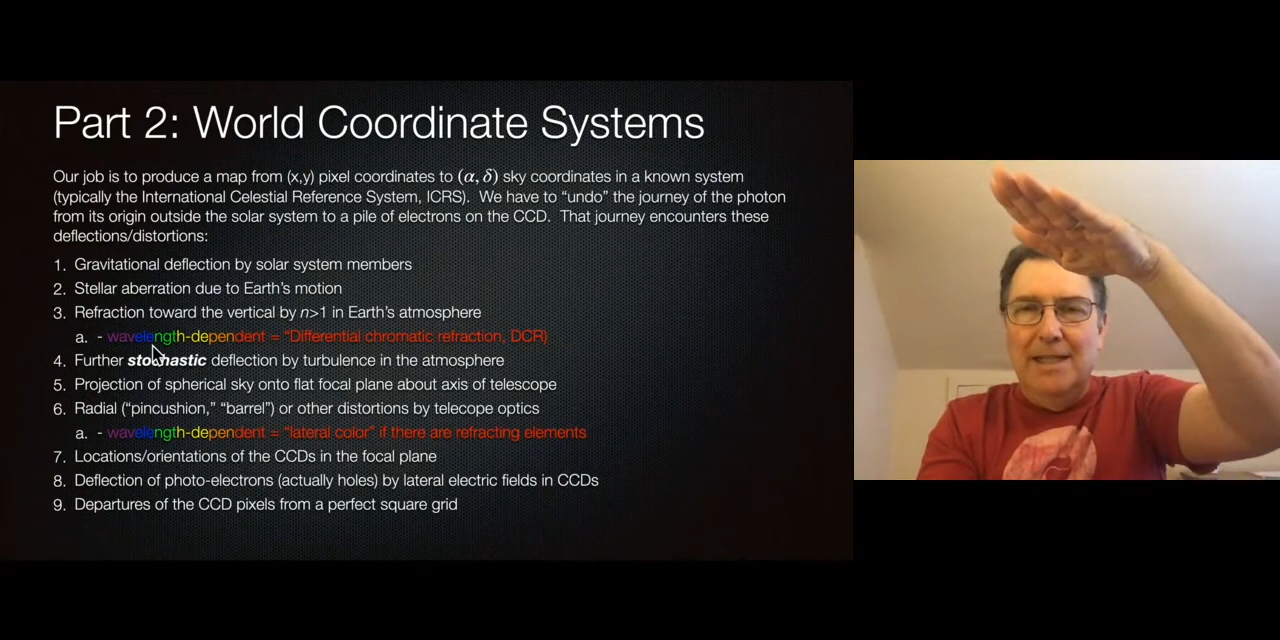 Part 2: World Coordinate Systems
Our job is to produce a map from (x,y) pixel coordinates to (α, δ) sky coordinates in a known system
(typically the International Celestial Reference System, ICRS).  We have to “undo” the journey of the photon
from its origin outside the solar system to a pile of electrons on the CCD.  That journey encounters these
deflections/distortions:
1. Gravitational deflection by solar system members
2. Stellar aberration due to Earth’s motion
3. Refraction toward the vertical by n>1 in Earth’s atmosphere
a. - wavelength-dependent = “Differential chromatic refraction, DCR)
4. Further stochastic deflection by turbulence in the atmosphere
5. Projection of spherical sky onto flat focal plane about axis of telescope
6. Radial (“pincushion,” “barrel”) or other distortions by telecope optics
a. - wavelength-dependent = “lateral color” if there are refracting elements
7. Locations/orientations of the CCDs in the focal plane
8. Deflection of photo-electrons (actually holes) by lateral electric fields in CCDs
9. Departures of the CCD pixels from a perfect square grid